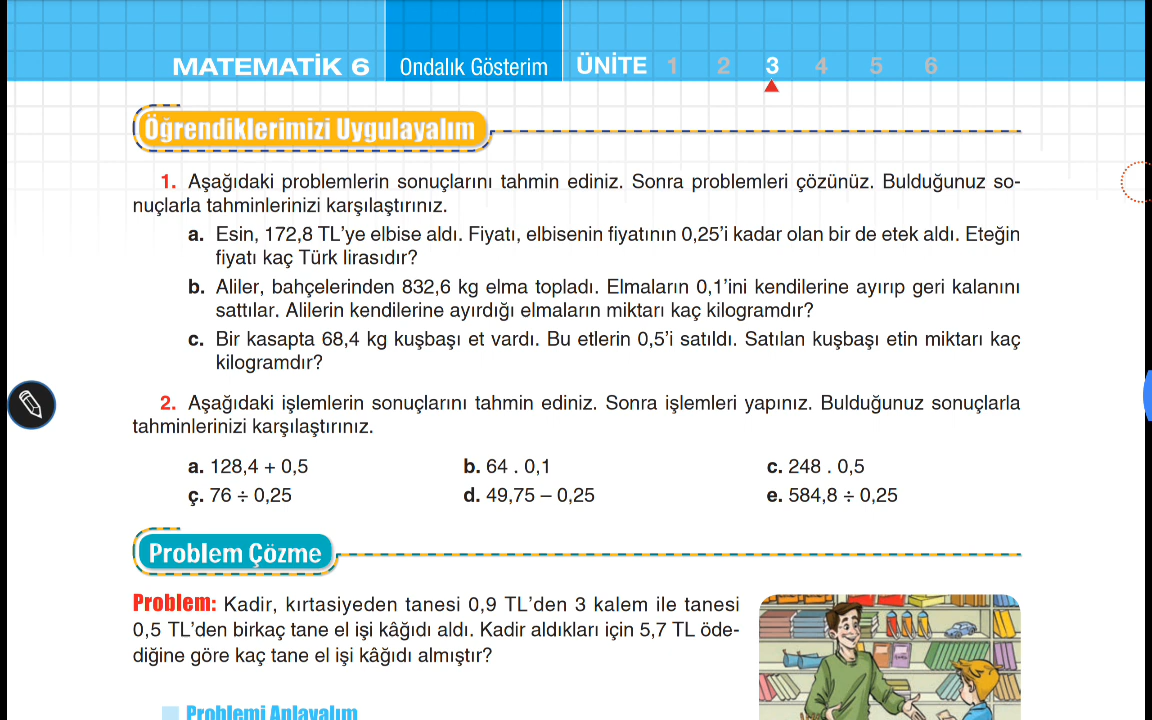 MATEMATİK 6 Ondalık Gösterim ÜNİTE 1 2 3 4 5 6
Öğrendiklerimizi Uygulayalım
1. Aşağıdaki problemlerin sonuçlarını tahmin ediniz. Sonra problemleri çözünüz. Bulduğunuz so-
nuçlarla tahminlerinizi karşılaştırınız.
a. Esin, 172,8 TL'ye elbise aldı. Fiyatı, elbisenin fiyatının 0,25'i kadar olan bir de etek aldı. Eteğin
fiyatı kaç Türk lirasıdır?
b. Aliler, bahçelerinden 832,6 kg elma topladı. Elmaların 0,1'ini kendilerine ayırıp geri kalanını
sattılar. Alilerin kendilerine ayırdığı elmaların miktarı kaç kilogramdır?
c. Bir kasapta 68,4 kg kuşbaşı et vardı. Bu etlerin 0,5'i satıldı. Satılan kuşbaşı etin miktarı kaç
kilogramdır?
2. Aşağıdaki işlemlerin sonuçlarını tahmin ediniz. Sonra işlemleri yapınız. Bulduğunuz sonuçlarla
tahminlerinizi karşılaştırınız.
a. 128,4 + 0,5 b. 64 . 0,1 c. 248 . 0,5
ç. 76 ÷ 0,25 d. 49,75 – 0,25 e. 584,8 ÷ 0,25
Problem Çözme
Problem: Kadir, kırtasiyeden tanesi 0,9 TL'den 3 kalem ile tanesi
0,5 TL'den birkaç tane el işi kâğıdı aldı. Kadir aldıkları için 5,7 TL öde-
diğine göre kaç tane el işi kâğıdı almıştır?
Problemi Anlayalım